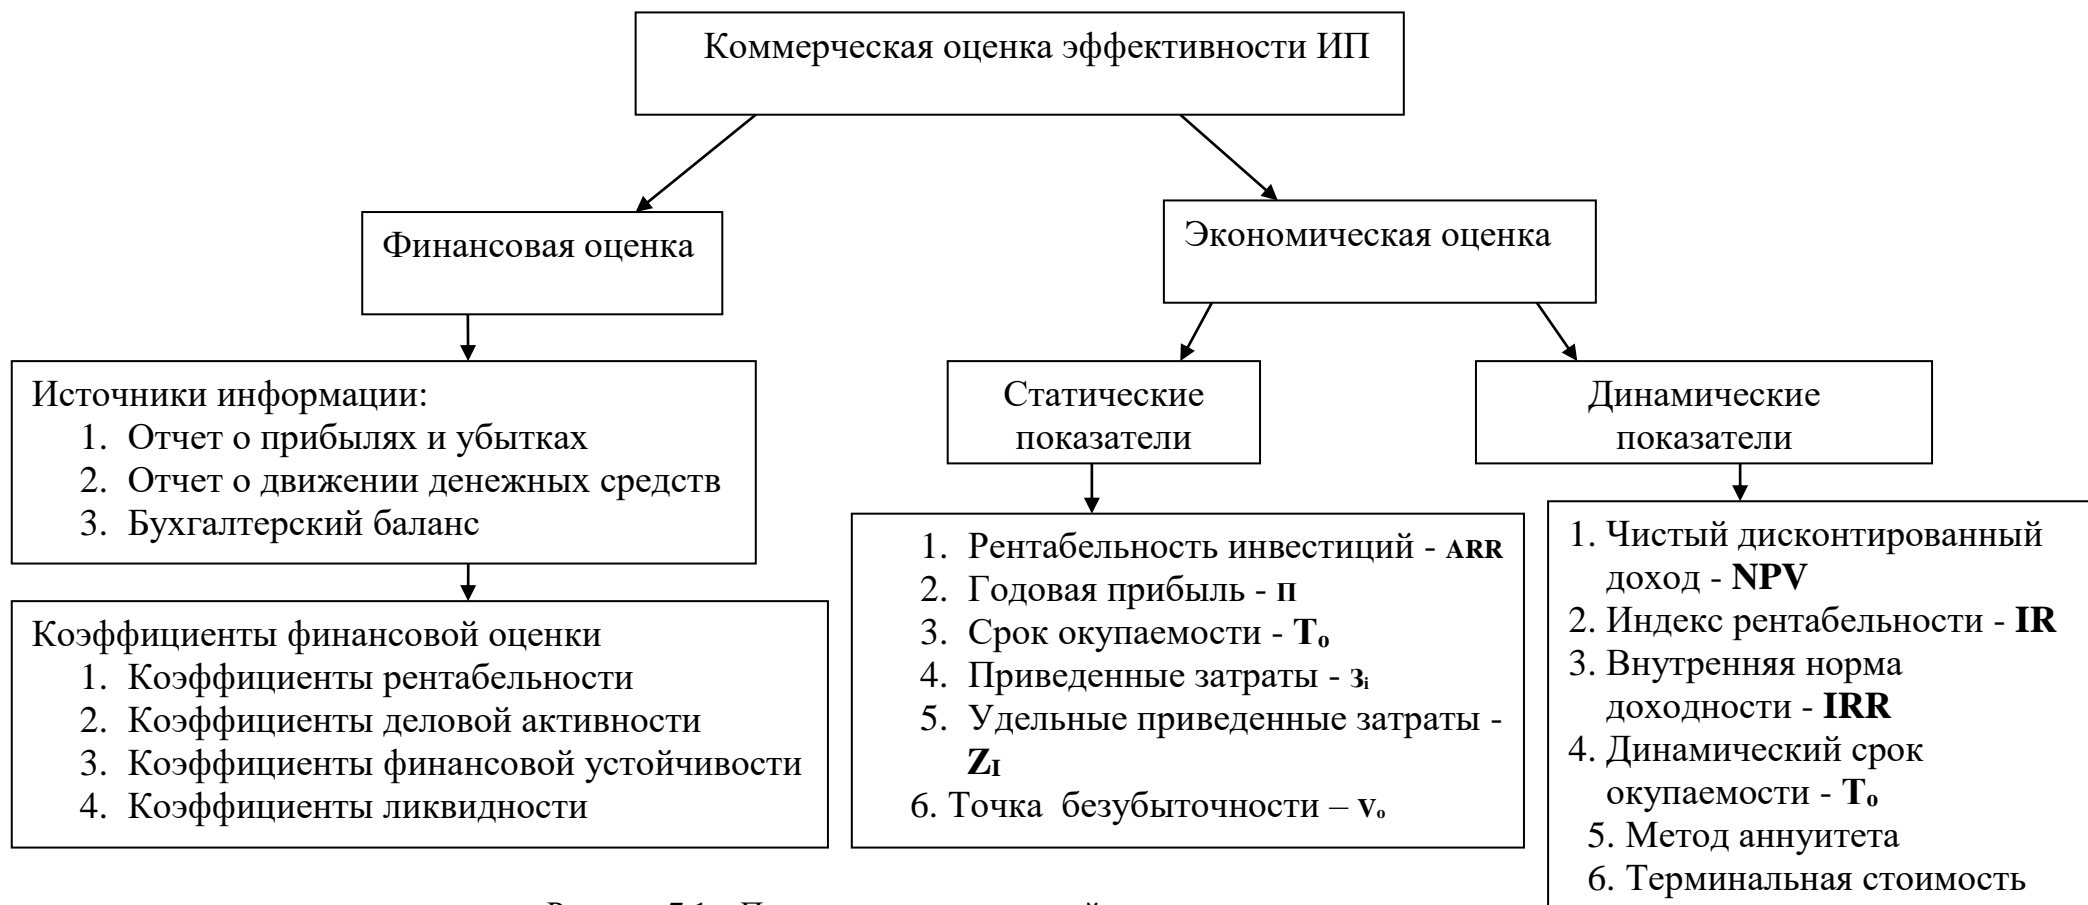 Коммерческая оценка эффективности ИП
Финансовая оценка
Экономическая оценка
Источники информации:
1. Отчет о прибылях и убытках
2. Отчет о движении денежных средств
3. Бухгалтерский баланс
Коэффициенты финансовой оценки
1. Коэффициенты рентабельности
2. Коэффициенты деловой активности
3. Коэффициенты финансовой устойчивости
4. Коэффициенты ликвидности
Статические
показатели
1. Рентабельность инвестиций - ARR
2. Годовая прибыль - П
3. Срок окупаемости - Tо
4. Приведенные затраты - Зi
5. Удельные приведенные затраты -
ZI
6. Точка безубыточности – Vо
Динамические
показатели
1. Чистый дисконтированный
доход - NPV
2. Индекс рентабельности - IR
3. Внутренняя норма
доходности - IRR
4. Динамический срок
окупаемости - Tо
5. Метод аннуитета
6. Терминальная стоимость